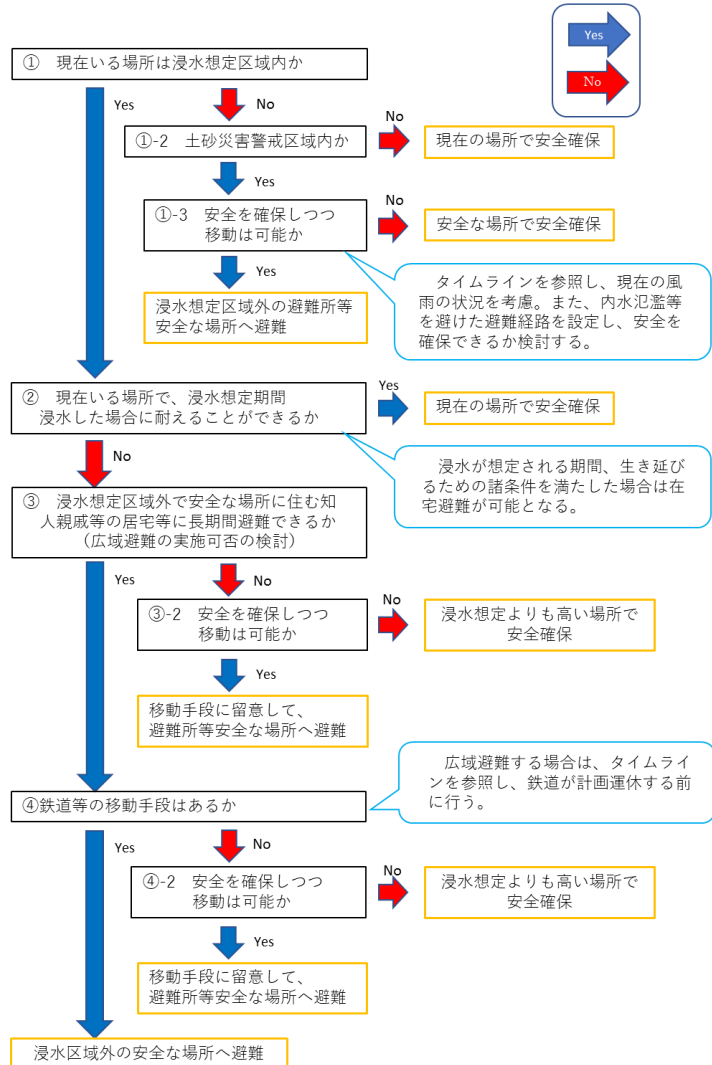 Yes
No
① 現在いる場所は浸水想定区域内か
Yes
No
①-2 土砂災害警戒区域内か
No
現在の場所で安全確保
Yes
①-3 安全を確保しつつ
移動は可能か
No
安全な場所で安全確保
Yes
タイムラインを参照し、現在の風
雨の状況を考慮。また、内水氾濫等
を避けた避難経路を設定し、安全を
確保できるか検討する。
浸水想定区域外の避難所等
安全な場所へ避難
② 現在いる場所で、浸水想定期間
浸水した場合に耐えることができるか
Yes
現在の場所で安全確保
No
浸水が想定される期間、生き延び
るための諸条件を満たした場合は在
宅避難が可能となる。
③ 浸水想定区域外で安全な場所に住む知
人親戚等の居宅等に長期間避難できるか
（広域避難の実施可否の検討）
Yes
No
③-2 安全を確保しつつ
移動は可能か
No
浸水想定よりも高い場所で
安全確保
Yes
移動手段に留意して、
避難所等安全な場所へ避難
広域避難する場合は、タイムライ
ンを参照し、鉄道が計画運休する前
に行う。
④鉄道等の移動手段はあるか
Yes
No
④-2 安全を確保しつつ
移動は可能か
No
浸水想定よりも高い場所で
安全確保
Yes
移動手段に留意して、
避難所等安全な場所へ避難
浸水区域外の安全な場所へ避難